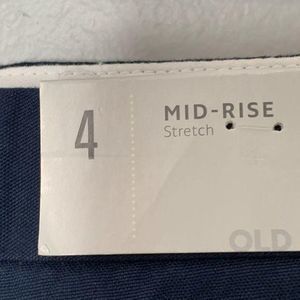 4
MID-RISE
Stretch
OLD